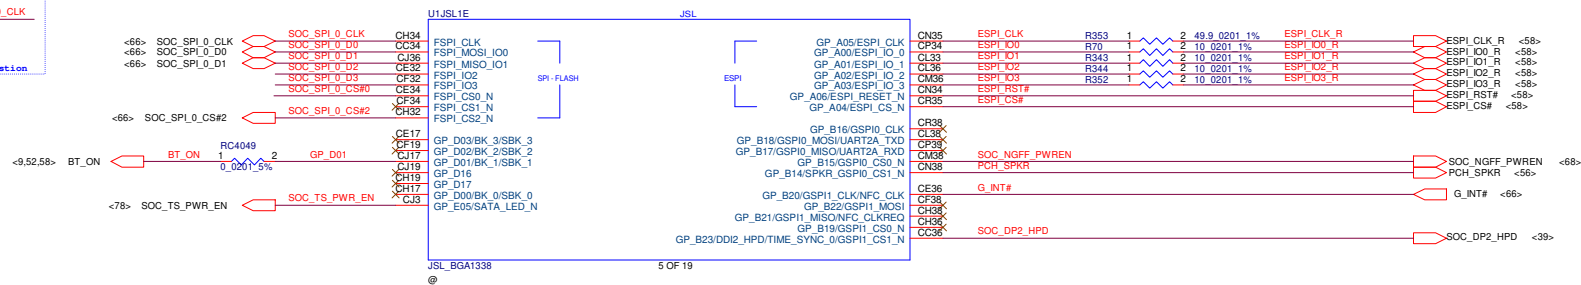 _CLK
stion
U1JSL1E JSL
<66> SOC_SPI_0_CLK SOC_SPI_0_CLK CH34 FSPI_CLK
<66> SOC_SPI_0_D0 SOC_SPI_0_D0 CC34 FSPI_MOSI_IO0
<66> SOC_SPI_0_D1 SOC_SPI_0_D1 CJ36 FSPI_MISO_IO1
SOC_SPI_0_D2 CE32 FSPI_IO2
SOC_SPI_0_D3 CF32 FSPI_IO3
SOC_SPI_0_CS#0 CE34 FSPI_CS0_N
CF34 FSPI_CS1_N
<66> SOC_SPI_0_CS#2 SOC_SPI_0_CS#2 CH32 FSPI_CS2_N
SPI - FLASH
CE17 GP_D03/BK_3/SBK_3
CF19 GP_D02/BK_2/SBK_2
<9,52,58> BT_ON BT_ON RC4049 1 2 0_0201_5% GP_D01 CJ17 GP_D01/BK_1/SBK_1
CJ19 GP_D16
CH19 GP_D17
CH17 GP_D00/BK_0/SBK_0
<78> SOC_TS_PWR_EN SOC_TS_PWR_EN CJ3 GP_E05/SATA_LED_N
ESPI
GP_A05/ESPI_CLK CN35 ESPI_CLK R353 1 2 49.9_0201_1% ESPI_CLK_R ESPI_CLK_R <58>
GP_A00/ESPI_IO_0 CP34 ESPI_IO0 R70 1 2 10_0201_1% ESPI_IO0_R ESPI_IO0_R <58>
GP_A01/ESPI_IO_1 CL33 ESPI_IO1 R343 1 2 10_0201_1% ESPI_IO1_R ESPI_IO1_R <58>
GP_A02/ESPI_IO_2 CL36 ESPI_IO2 R344 1 2 10_0201_1% ESPI_IO2_R ESPI_IO2_R <58>
GP_A03/ESPI_IO_3 CM36 ESPI_IO3 R352 1 2 10_0201_1% ESPI_IO3_R ESPI_IO3_R <58>
GP_A06/ESPI_RESET_N CN34 ESPI_RST# ESPI_RST# <58>
GP_A04/ESPI_CS_N CR35 ESPI_CS# ESPI_CS# <58>
GP_B16/GSPI0_CLK CR38
GP_B18/GSPI0_MOSI/UART2A_TXD CL38
GP_B17/GSPI0_MISO/UART2A_RXD CP39
GP_B15/GSPI0_CS0_N CM38 SOC_NGFF_PWREN SOC_NGFF_PWREN <68>
GP_B14/SPKR_GSPI0_CS1_N CN38 PCH_SPKR PCH_SPKR <56>
GP_B20/GSPI1_CLK/NFC_CLK CE36 G_INT# G_INT# <66>
GP_B22/GSPI1_MOSI CF38
GP_B21/GSPI1_MISO/NFC_CLKREQ CH38
GP_B19/GSPI1_CS0_N CH36
GP_B23/DDI2_HPD/TIME_SYNC_0/GSPI1_CS1_N CC36 SOC_DP2_HPD SOC_DP2_HPD <39>
JSL_BGA1338 5 OF 19
@